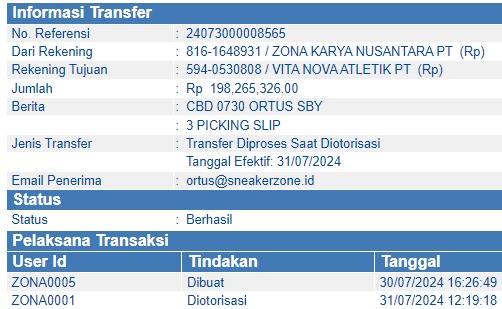 Informasi Transfer
No. Referensi : 24073000008565
Dari Rekening : 816-1648931 / ZONA KARYA NUSANTARA PT (Rp)
Rekening Tujuan : 594-0530808 / VITA NOVA ATLETIK PT (Rp)
Jumlah : Rp 198,265,326.00
Berita : CBD 0730 ORTUS SBY
: 3 PICKING SLIP
Jenis Transfer : Transfer Diproses Saat Diotorisasi
Tanggal Efektif: 31/07/2024
Email Penerima : ortus@sneakerzone.id
Status
Status : Berhasil
Pelaksana Transaksi
User Id Tindakan Tanggal
ZONA0005 Dibuat 30/07/2024 16:26:49
ZONA0001 Diotorisasi 31/07/2024 12:19:18